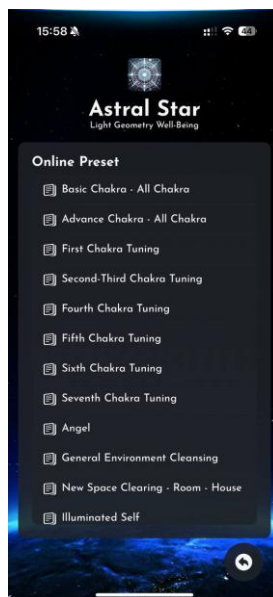 15:58
44
Astral Star
Light Geometry Well-Being
Online Preset
Basic Chakra - All Chakra
Advance Chakra - All Chakra
First Chakra Tuning
Second-Third Chakra Tuning
Fourth Chakra Tuning
Fifth Chakra Tuning
Sixth Chakra Tuning
Seventh Chakra Tuning
Angel
General Environment Cleansing
New Space Clearing - Room - House
Illuminated Self